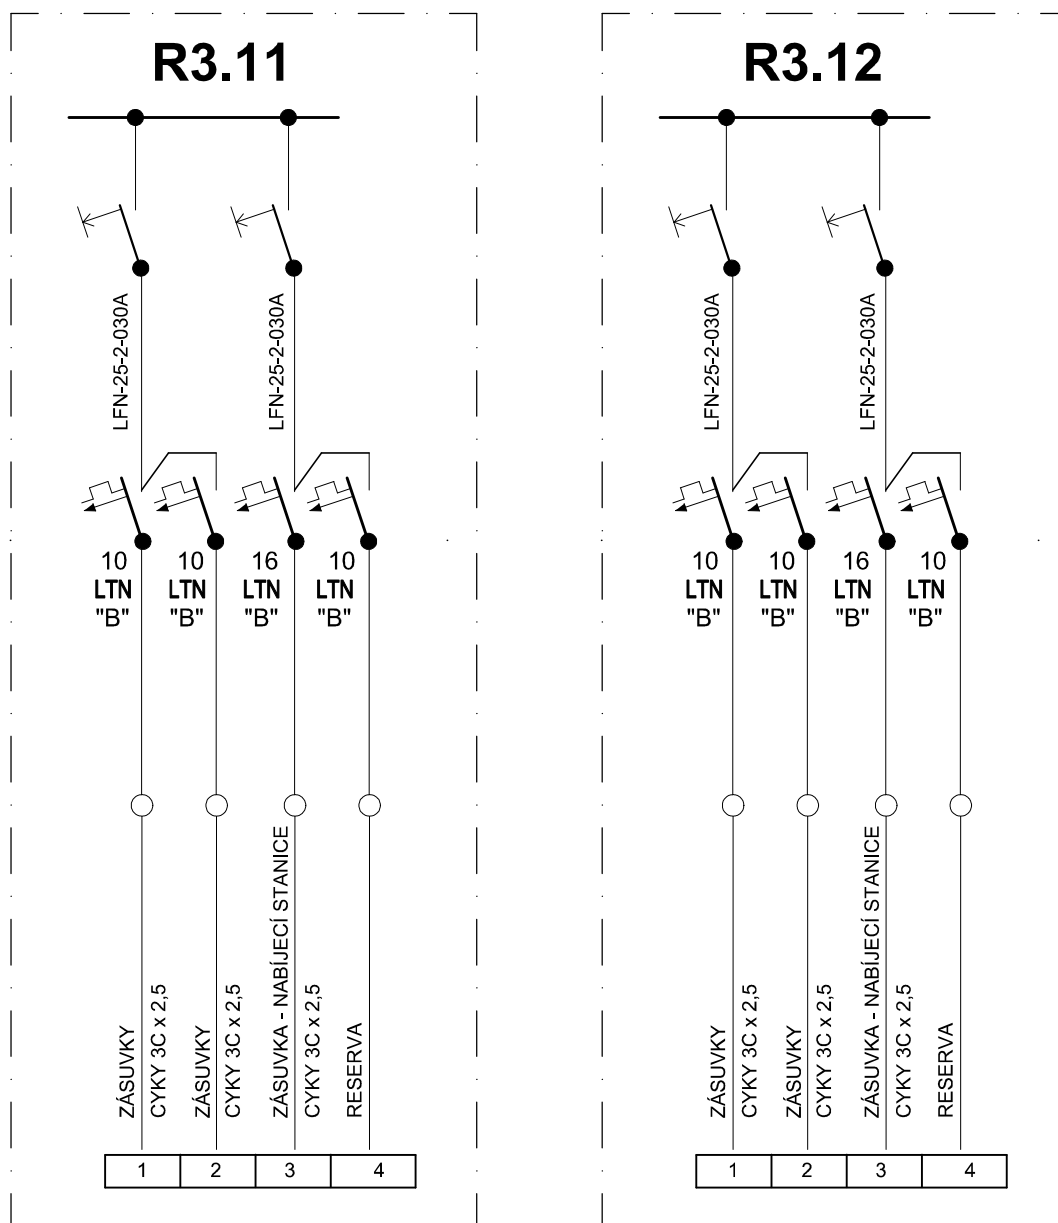 R3.11
LFN-25-2-030A
LFN-25-2-030A
10
LTN
"B"
10
LTN
"B"
16
LTN
"B"
10
LTN
"B"
ZÁSUVKY
CYKY 3C x 2,5
ZÁSUVKY
CYKY 3C x 2,5
ZÁSUVKA - NABÍJECÍ STANICE
CYKY 3C x 2,5
RESERVA
1
2
3
4
R3.12
LFN-25-2-030A
LFN-25-2-030A
10
LTN
"B"
10
LTN
"B"
16
LTN
"B"
10
LTN
"B"
ZÁSUVKY
CYKY 3C x 2,5
ZÁSUVKY
CYKY 3C x 2,5
ZÁSUVKA - NABÍJECÍ STANICE
CYKY 3C x 2,5
RESERVA
1
2
3
4